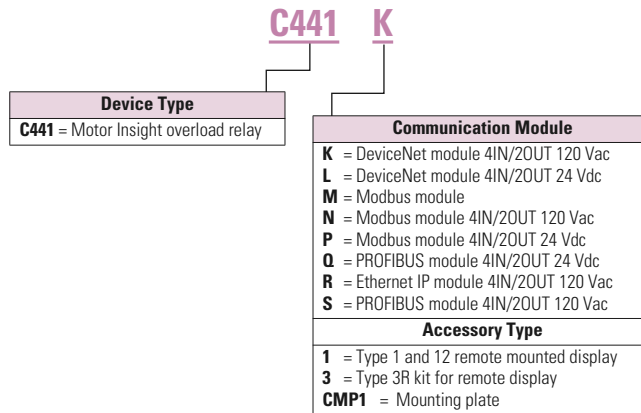 C441 K
Device Type
C441 = Motor Insight overload relay
Communication Module
K = DeviceNet module 4IN/2OUT 120 Vac
L = DeviceNet module 4IN/2OUT 24 Vdc
M = Modbus module
N = Modbus module 4IN/2OUT 120 Vac
P = Modbus module 4IN/2OUT 24 Vdc
Q = PROFIBUS module 4IN/2OUT 24 Vdc
R = Ethernet IP module 4IN/2OUT 120 Vac
S = PROFIBUS module 4IN/2OUT 120 Vac
Accessory Type
1 = Type 1 and 12 remote mounted display
3 = Type 3R kit for remote display
CMP1 = Mounting plate